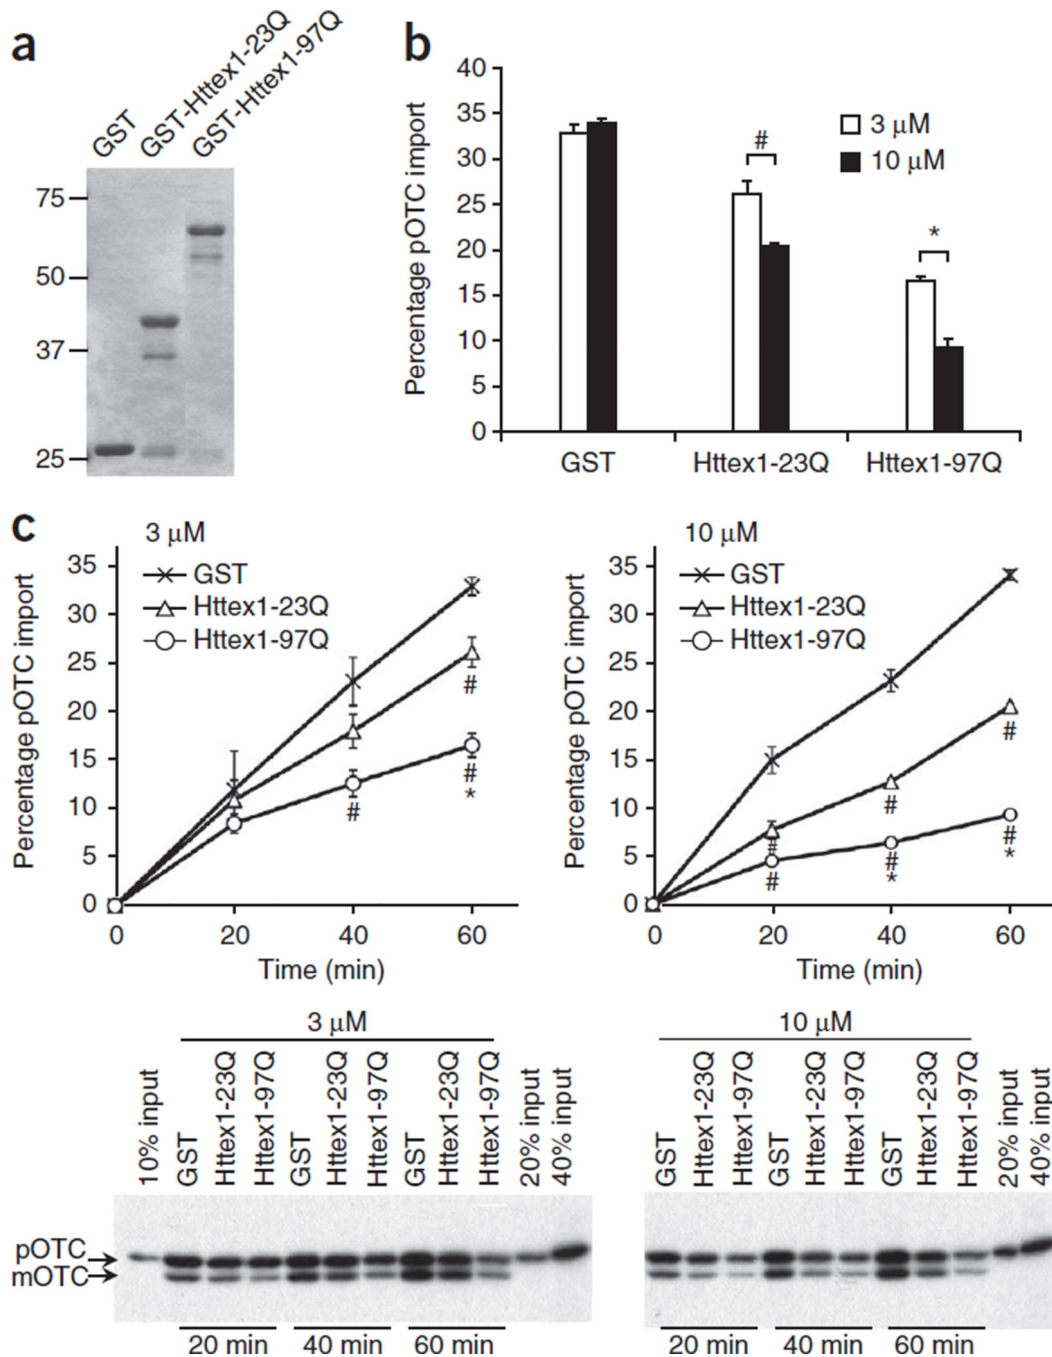 a
GST
GST-Httex1-23Q
GST-Httex1-97Q
75
50
37
25
b
Percentage pOTC import
40
35
30
25
20
15
10
5
0
3 μM
10 μM
#
*
GST
Httex1-23Q
Httex1-97Q
c
3 μM
GST
Httex1-23Q
Httex1-97Q
Percentage pOTC import
35
30
25
20
15
10
5
0
#
#
#
*
0 20 40 60
Time (min)
10 μM
GST
Httex1-23Q
Httex1-97Q
Percentage pOTC import
35
30
25
20
15
10
5
0
#
#
#
#
#
*
#
*
0 20 40 60
Time (min)
3 μM
10% input
GST
Httex1-23Q
Httex1-97Q
GST
Httex1-23Q
Httex1-97Q
GST
Httex1-23Q
Httex1-97Q
20% input
40% input
pOTC
mOTC
20 min 40 min 60 min
10 μM
GST
Httex1-23Q
Httex1-97Q
GST
Httex1-23Q
Httex1-97Q
GST
Httex1-23Q
Httex1-97Q
20% input
40% input
20 min 40 min 60 min